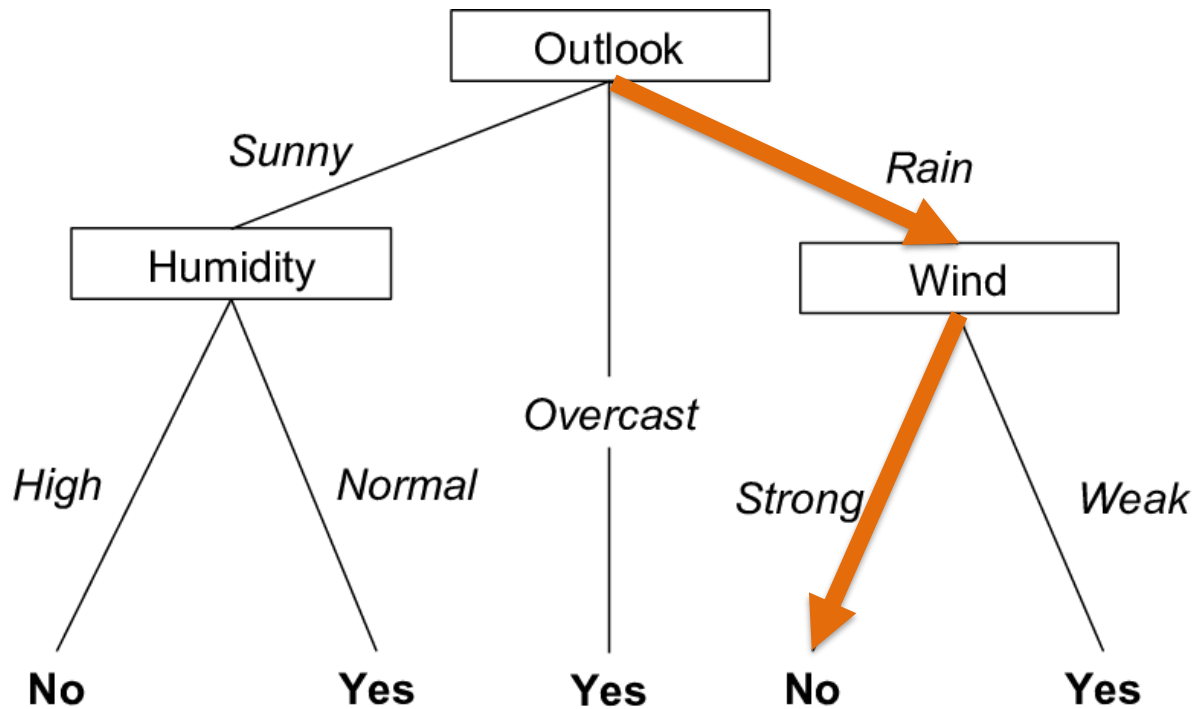 Outlook
Sunny
Rain
Humidity
Wind
Overcast
High
Normal
Strong
Weak
No
Yes
Yes
No
Yes